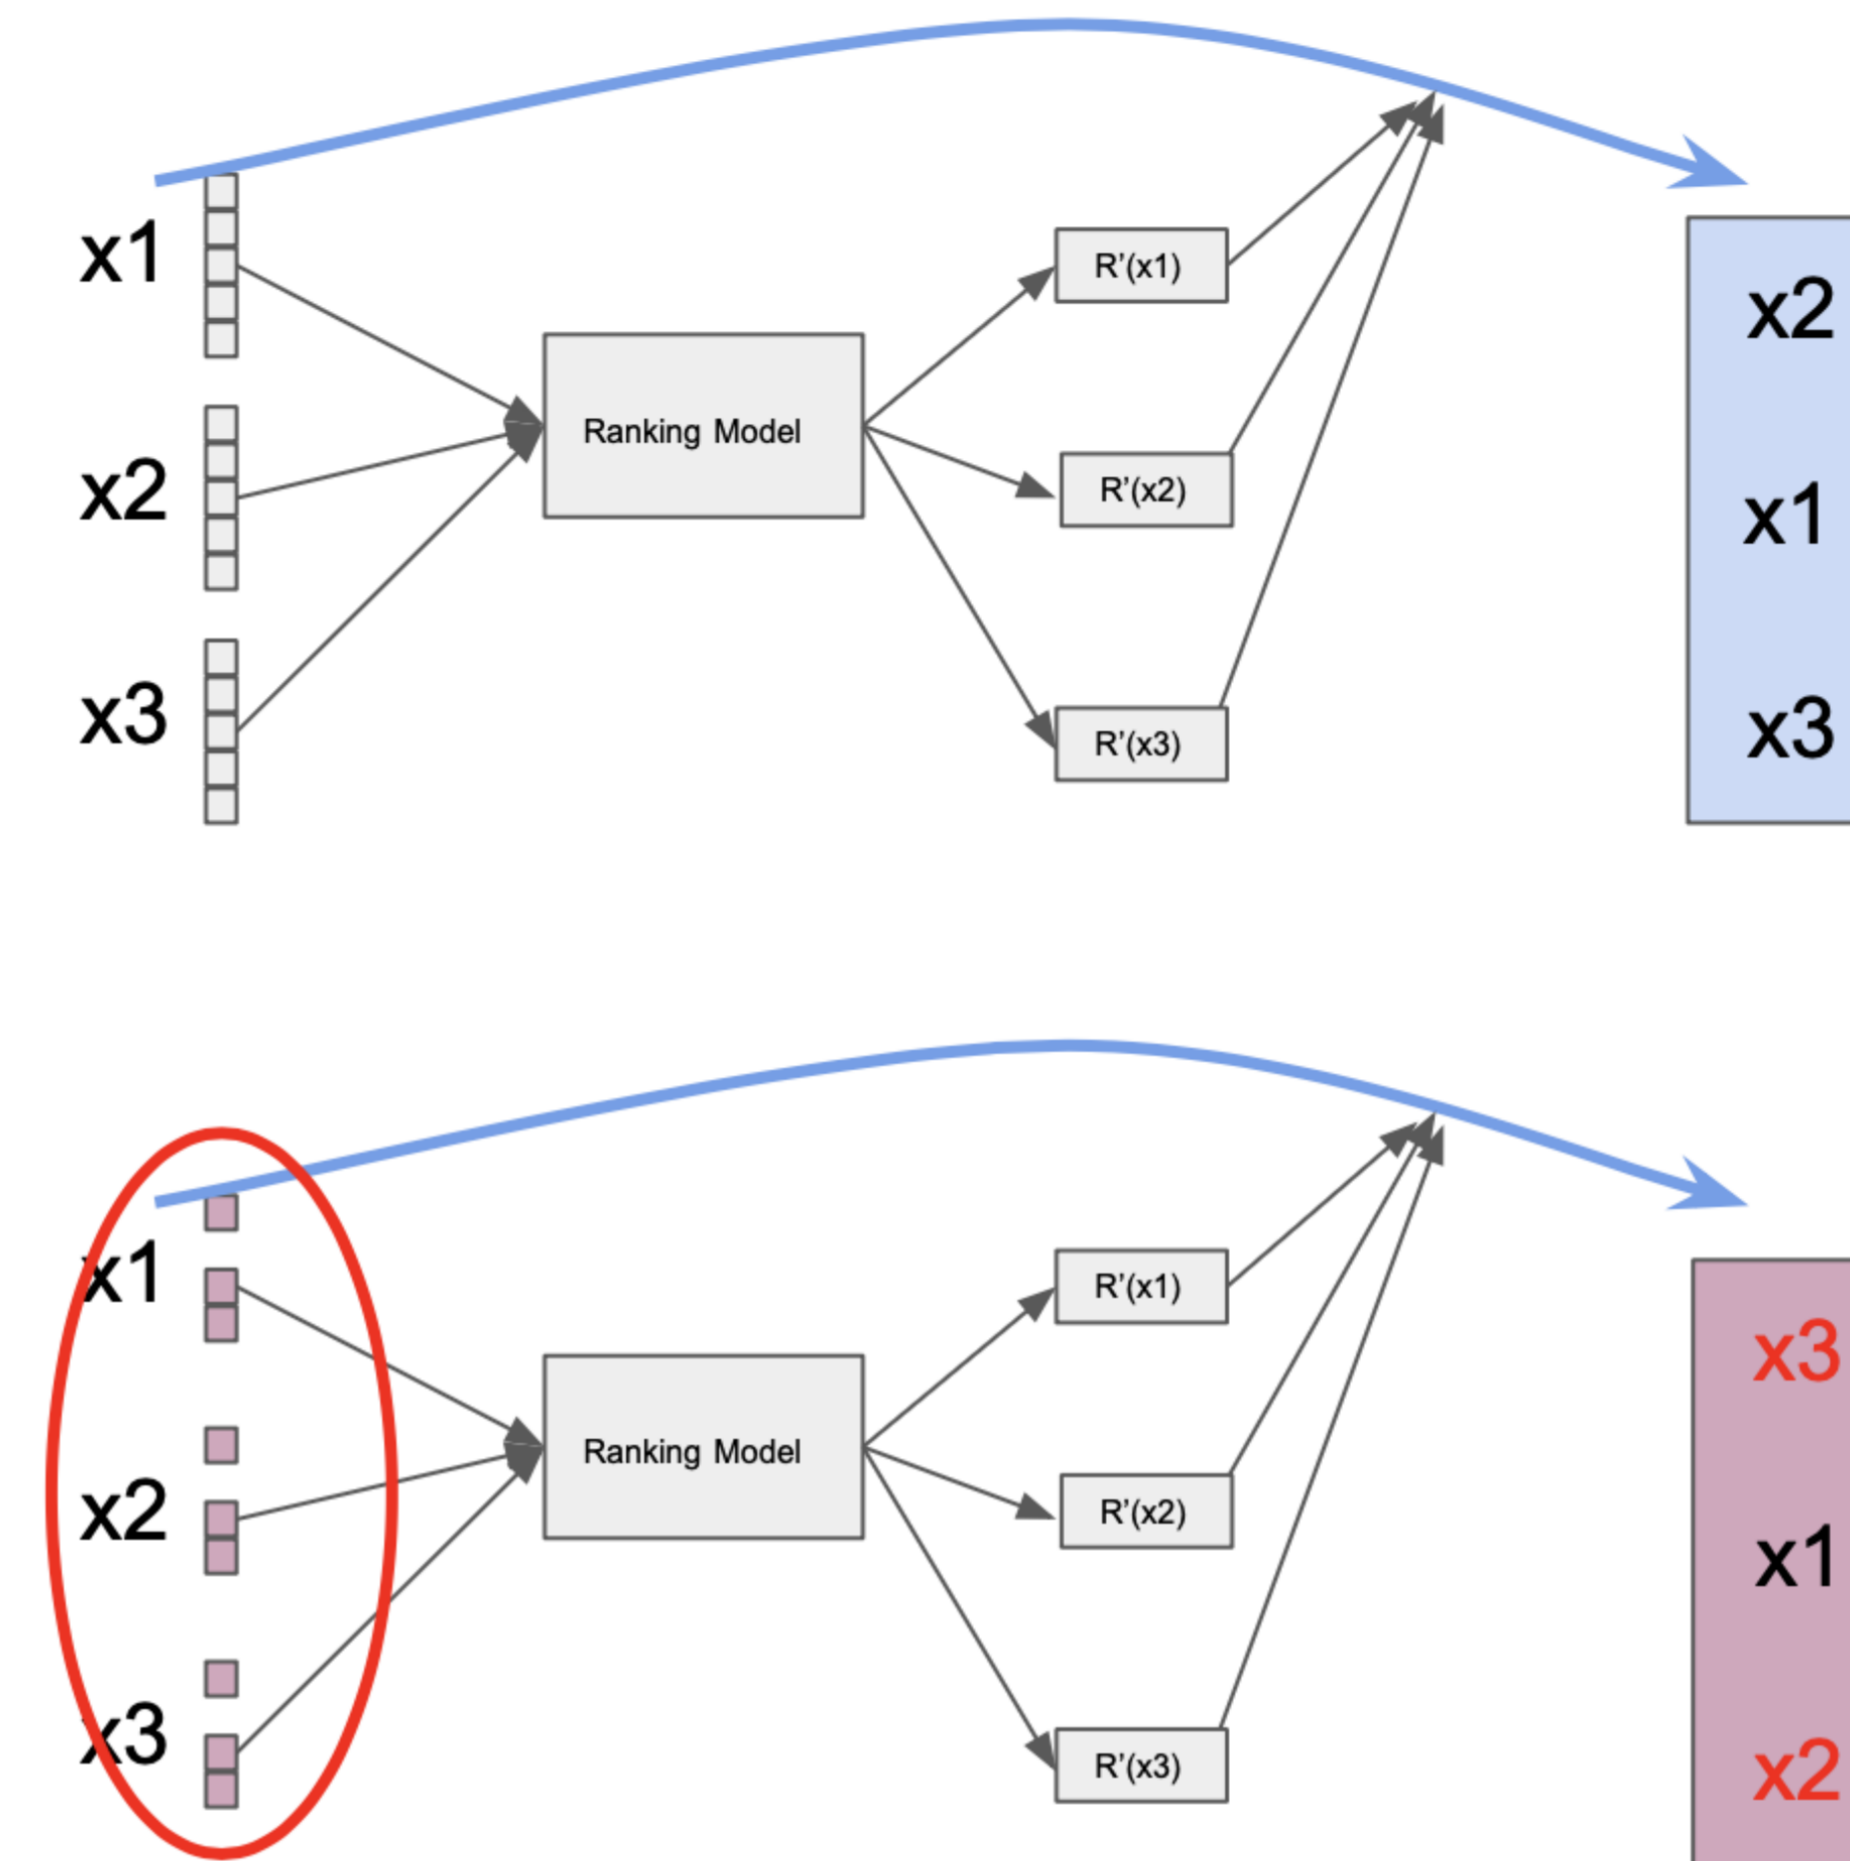 x1
x2
x3
Ranking Model
R'(x1)
R'(x2)
R'(x3)
x2
x1
x3
x1
x2
x3
Ranking Model
R'(x1)
R'(x2)
R'(x3)
x3
x1
x2